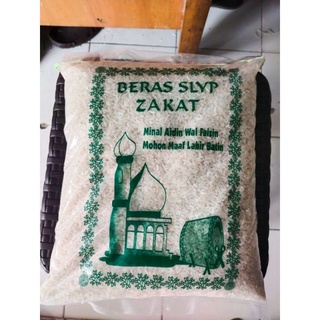 BERAS SLYP
ZAKAT
Minal Aidin Wal Faizin
Mohon Maaf Lahir Batin